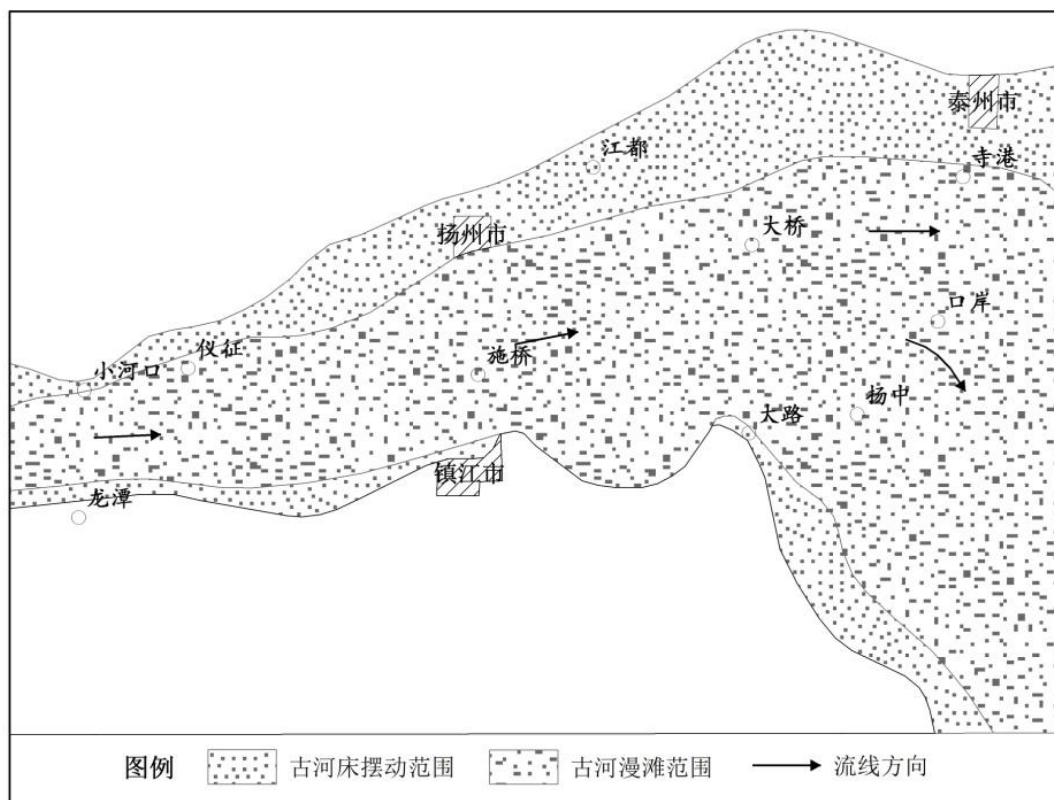 泰州市
江都
寺港
扬州市
大桥
口岸
仪征
小河口
施桥
扬中
大路
镇江市
龙潭
图例
古河床摆动范围
古河漫滩范围
流线方向